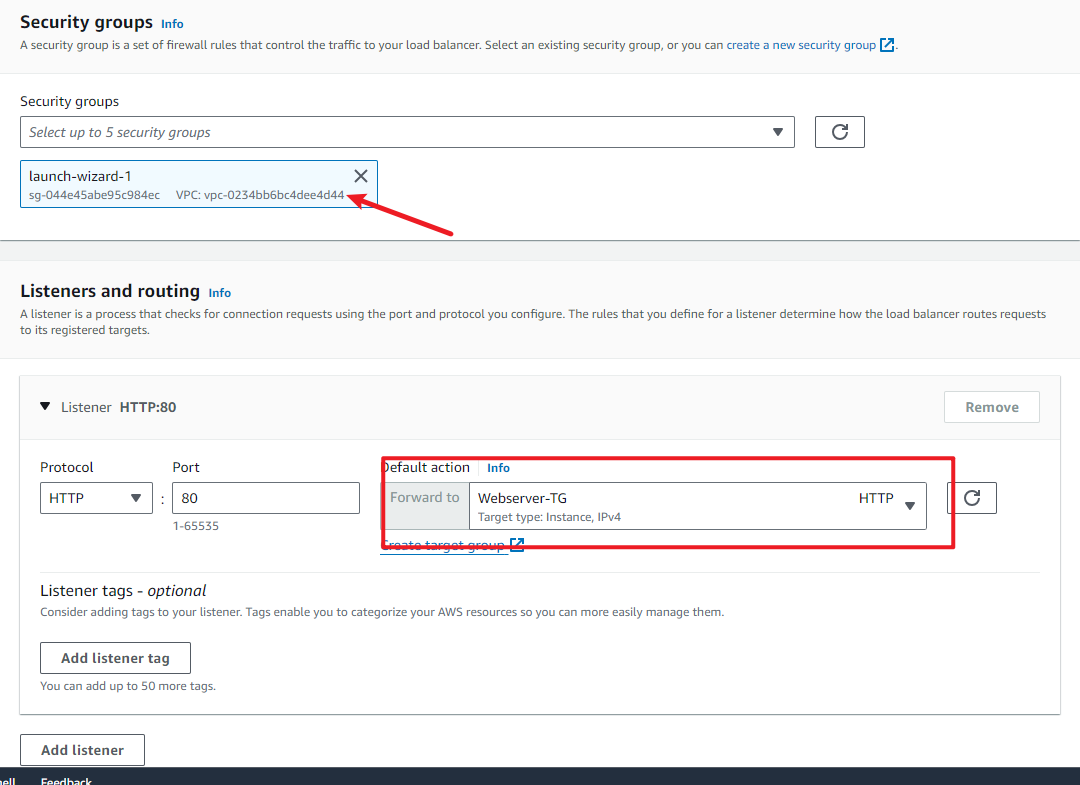 Security groups Info
A security group is a set of firewall rules that control the traffic to your load balancer. Select an existing security group, or you can create a new security group .
Security groups
Select up to 5 security groups
launch-wizard-1
sg-044e45abe95c984ec VPC: vpc-0234bb6bc4dee4d44
Listeners and routing Info
A listener is a process that checks for connection requests using the port and protocol you configure. The rules that you define for a listener determine how the load balancer routes requests
to its registered targets.
Listener HTTP:80
Remove
Protocol Port Default action Info
HTTP : 80 Forward to Webserver-TG HTTP
Target type: Instance, IPv4
1-65535
Create target group
Listener tags - optional
Consider adding tags to your listener. Tags enable you to categorize your AWS resources so you can more easily manage them.
Add listener tag
You can add up to 50 more tags.
Add listener
Feedback